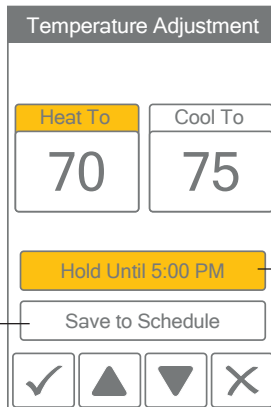 Temperature Adjustment
Heat To Cool To
70 75
Hold Until 5:00 PM
Save to Schedule